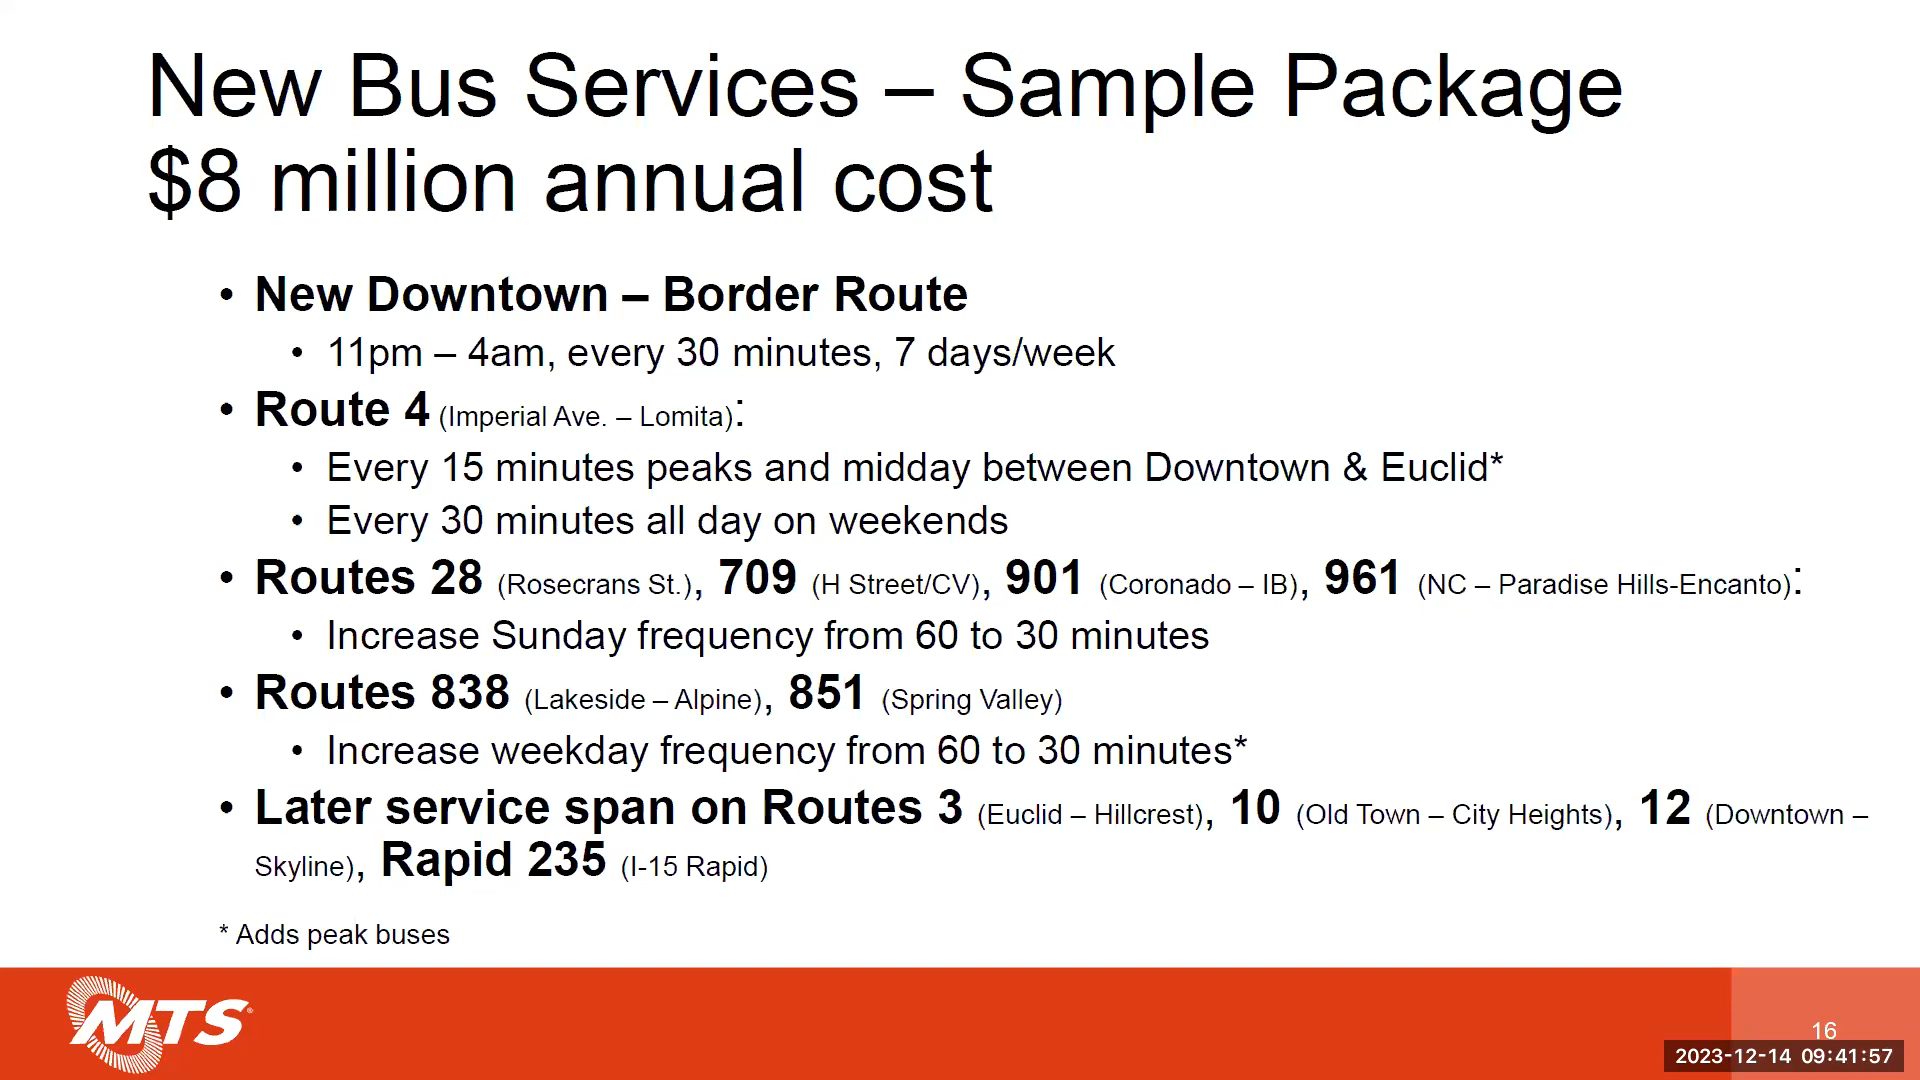 New Bus Services – Sample Package
$8 million annual cost
• New Downtown – Border Route
• 11pm – 4am, every 30 minutes, 7 days/week
• Route 4 (Imperial Ave. – Lomita):
• Every 15 minutes peaks and midday between Downtown & Euclid*
• Every 30 minutes all day on weekends
• Routes 28 (Rosecrans St.), 709 (H Street/CV), 901 (Coronado – IB), 961 (NC – Paradise Hills-Encanto):
• Increase Sunday frequency from 60 to 30 minutes
• Routes 838 (Lakeside – Alpine), 851 (Spring Valley)
• Increase weekday frequency from 60 to 30 minutes*
• Later service span on Routes 3 (Euclid – Hillcrest), 10 (Old Town – City Heights), 12 (Downtown –
Skyline), Rapid 235 (I-15 Rapid)
* Adds peak buses
MTS®
16
2023-12-14 09:41:57